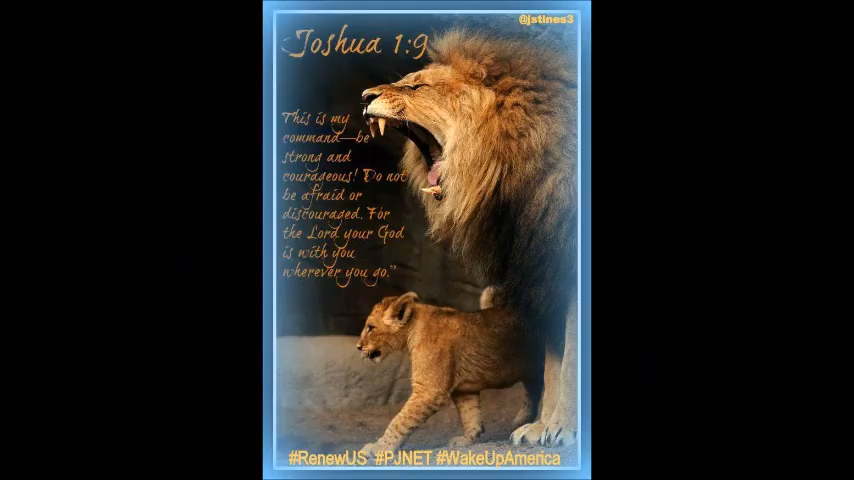 @jstines3
Joshua 1:9
This is my
command—be
strong and
courageous! Do not
be afraid or
discouraged. For
the Lord your God
is with you
wherever you go."
#RenewUS #PJNET #WakeUpAmerica